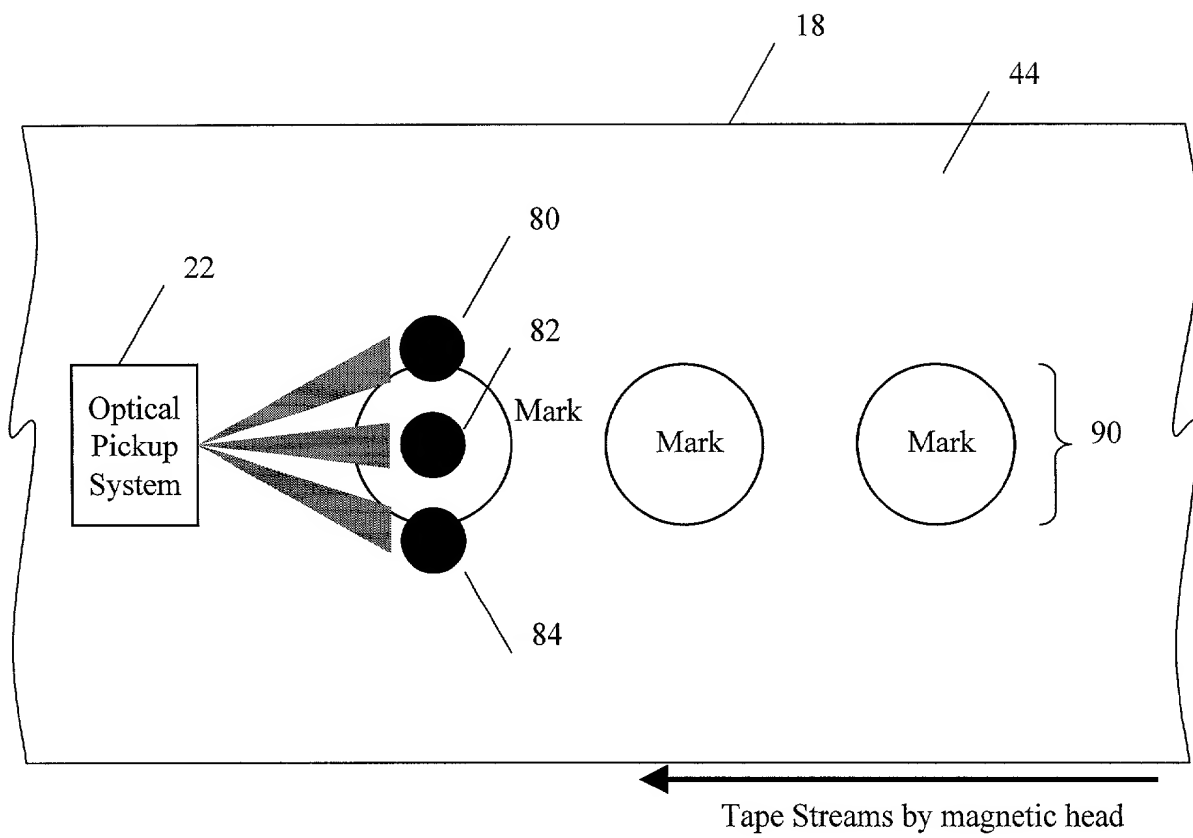 18
44
80
22
82
Optical
Pickup
System
Mark
Mark
Mark
90
84
Tape Streams by magnetic head